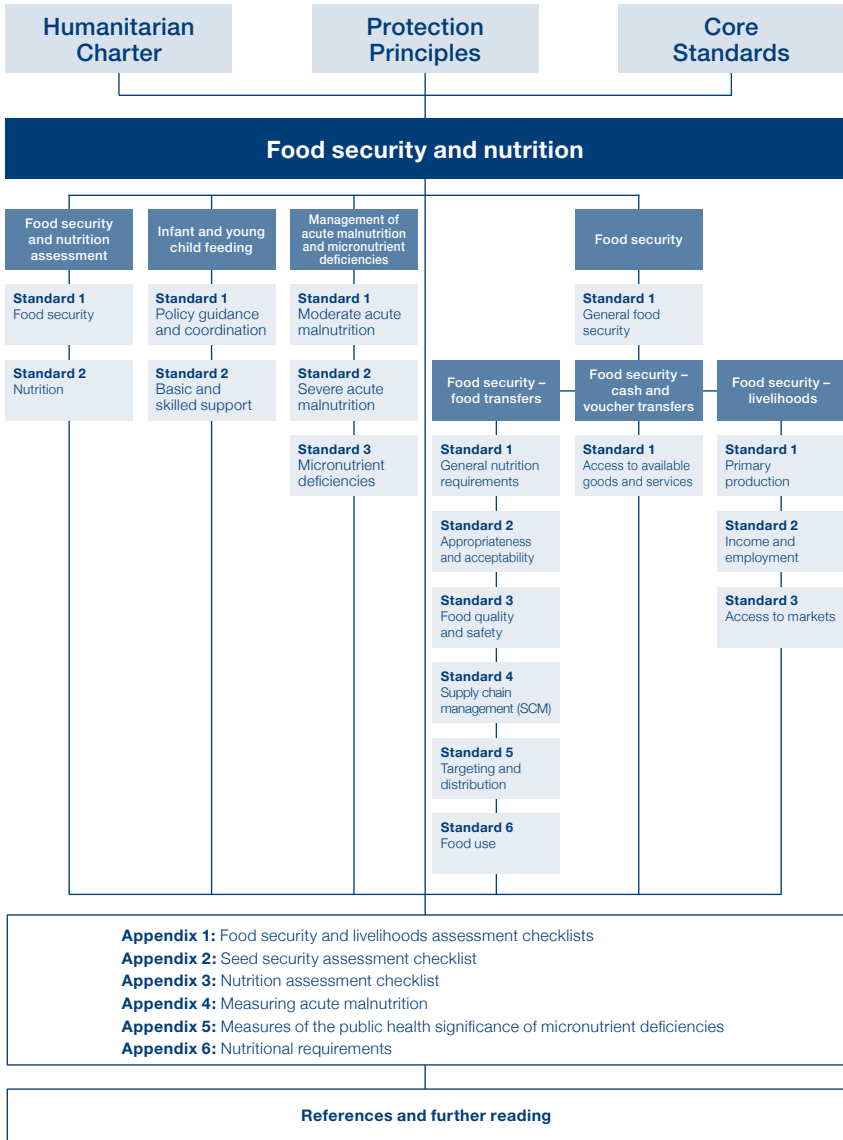 Humanitarian
Charter
Protection
Principles
Core
Standards
Food security and nutrition
Food security
and nutrition
assessment
Standard 1
Food security
Standard 2
Nutrition
Infant and young
child feeding
Standard 1
Policy guidance
and coordination
Standard 2
Basic and
skilled support
Management of
acute malnutrition
and micronutrient
deficiencies
Standard 1
Moderate acute
malnutrition
Standard 2
Severe acute
malnutrition
Standard 3
Micronutrient
deficiencies
Food security
Standard 1
General food
security
Food security –
food transfers
Standard 1
General nutrition
requirements
Standard 2
Appropriateness
and acceptability
Standard 3
Food quality
and safety
Standard 4
Supply chain
management (SCM)
Standard 5
Targeting and
distribution
Standard 6
Food use
Food security –
cash and
voucher transfers
Standard 1
Access to available
goods and services
Food security –
livelihoods
Standard 1
Primary
production
Standard 2
Income and
employment
Standard 3
Access to markets
Appendix 1: Food security and livelihoods assessment checklists
Appendix 2: Seed security assessment checklist
Appendix 3: Nutrition assessment checklist
Appendix 4: Measuring acute malnutrition
Appendix 5: Measures of the public health significance of micronutrient deficiencies
Appendix 6: Nutritional requirements
References and further reading